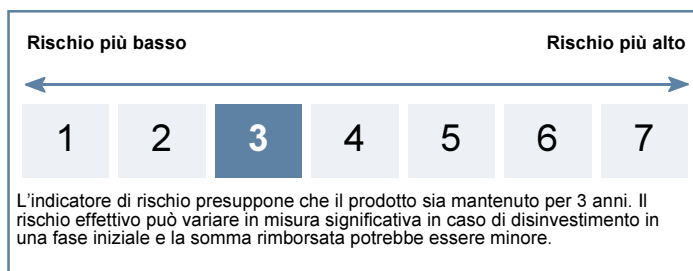 Rischio più basso Rischio più alto
1 2 3 4 5 6 7
L'indicatore di rischio presuppone che il prodotto sia mantenuto per 3 anni. Il
rischio effettivo può variare in misura significativa in caso di disinvestimento in
una fase iniziale e la somma rimborsata potrebbe essere minore.